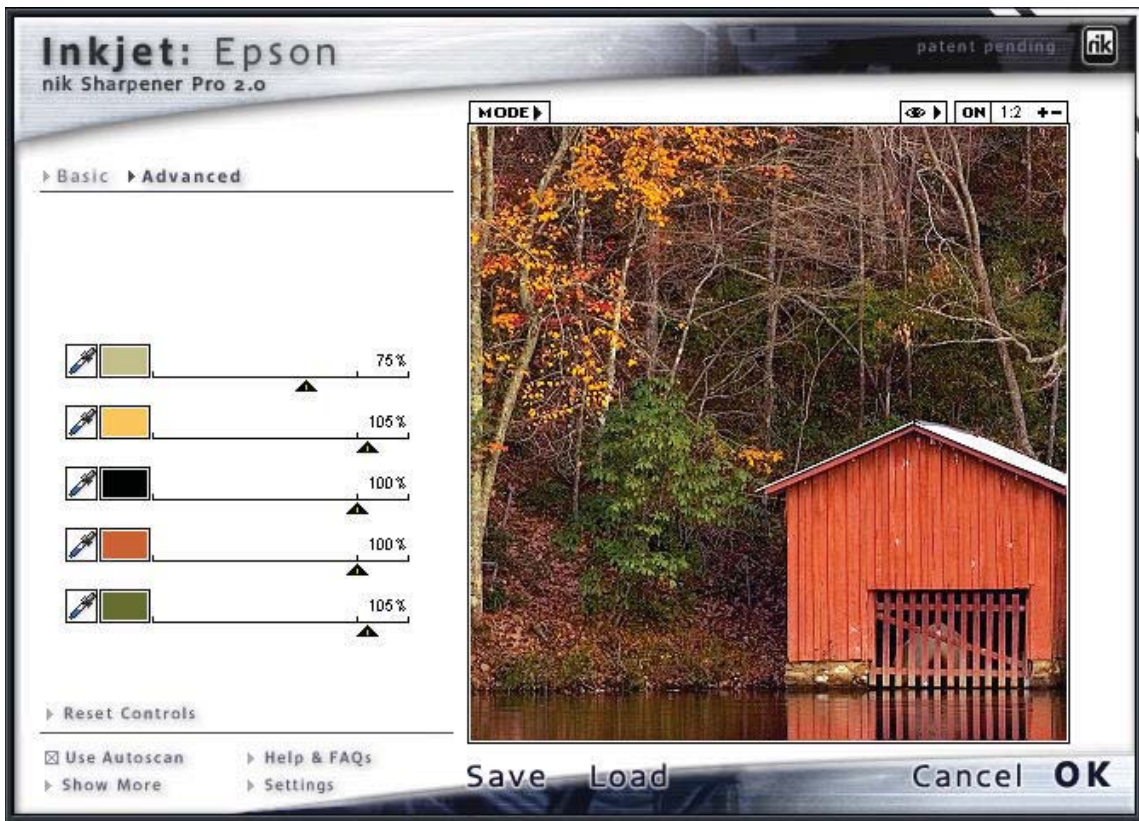 Inkjet: Epson
nik Sharpener Pro 2.0
patent pending
nik
MODE
ON 1:2 +-
Basic Advanced
75%
105%
100%
100%
105%
Reset Controls
Use Autoscan
Help & FAQs
Show More
Settings
Save Load
Cancel OK